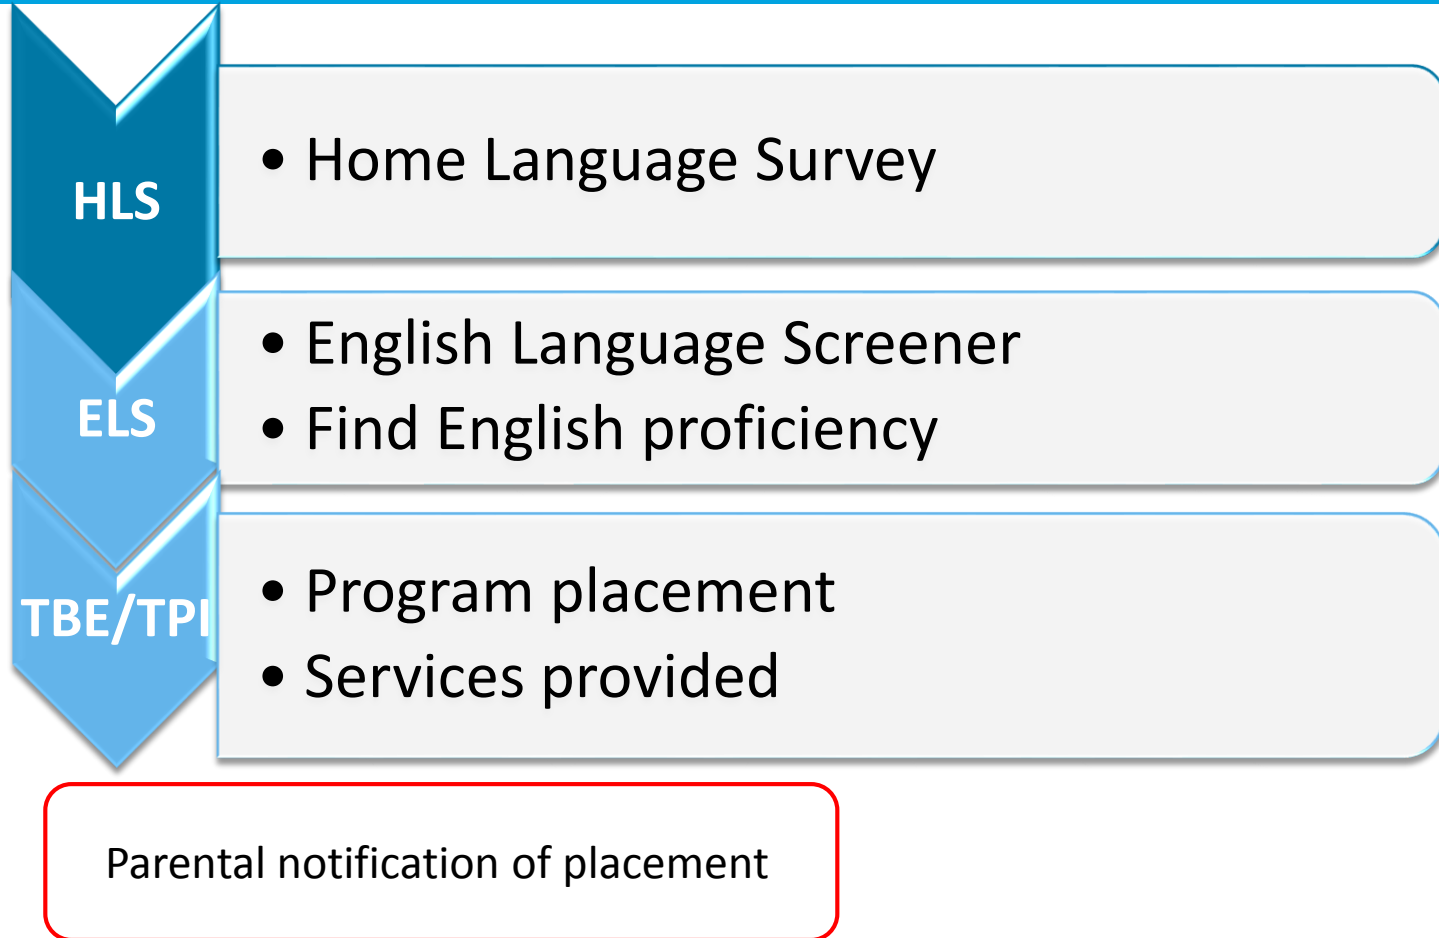 HLS
• Home Language Survey
ELS
• English Language Screener
• Find English proficiency
TBE/TPI
• Program placement
• Services provided
Parental notification of placement